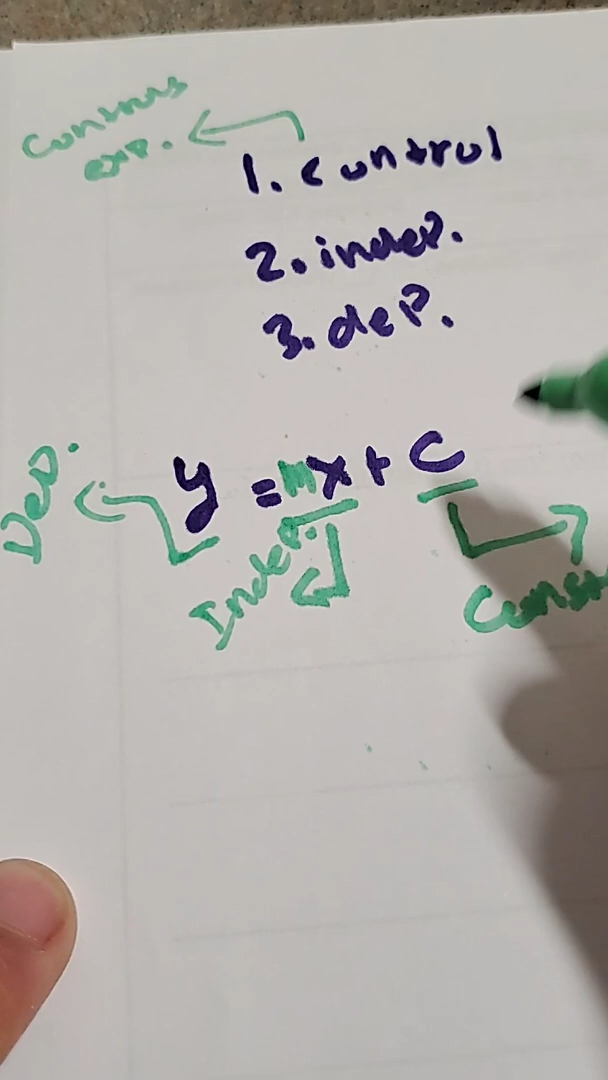 controls
exp.
1. control
2. indep.
3. dep.
Dep.
y = mx + c
Indep.